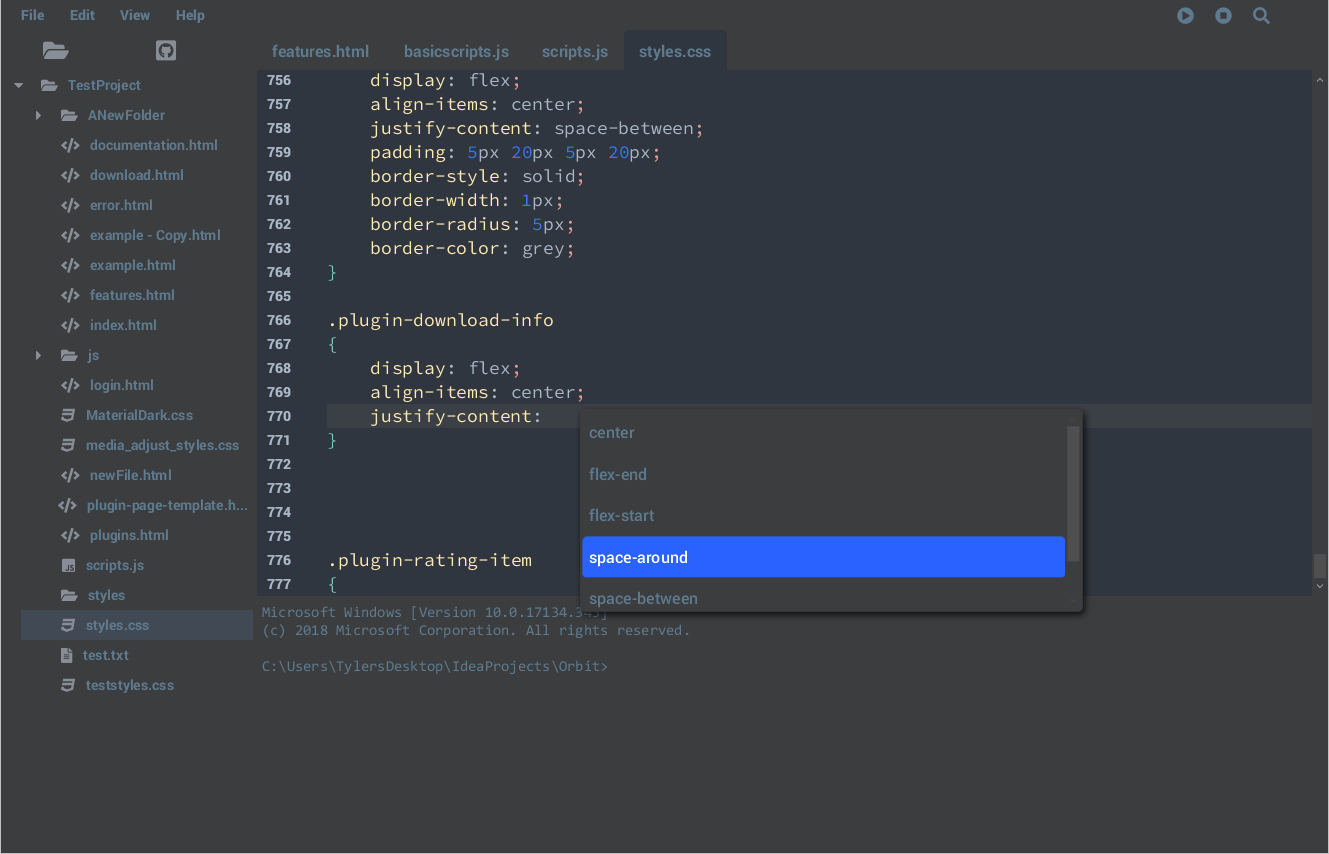 File Edit View Help
features.html basicscripts.js scripts.js styles.css
TestProject
ANewFolder
documentation.html
download.html
error.html
example - Copy.html
example.html
features.html
index.html
js
login.html
MaterialDark.css
media_adjust_styles.css
newFile.html
plugin-page-template.h...
plugins.html
scripts.js
styles
styles.css
test.txt
teststyles.css
756 display: flex;
757 align-items: center;
758 justify-content: space-between;
759 padding: 5px 20px 5px 20px;
760 border-style: solid;
761 border-width: 1px;
762 border-radius: 5px;
763 border-color: grey;
764 }
765
766 .plugin-download-info
767 {
768 display: flex;
769 align-items: center;
770 justify-content:
771 }
772
773
774
775
776 .plugin-rating-item
777 {
center
flex-end
flex-start
space-around
space-between
Microsoft Windows [Version 10.0.17134.345]
(c) 2018 Microsoft Corporation. All rights reserved.
C:\Users\TylersDesktop\IdeaProjects\Orbit>